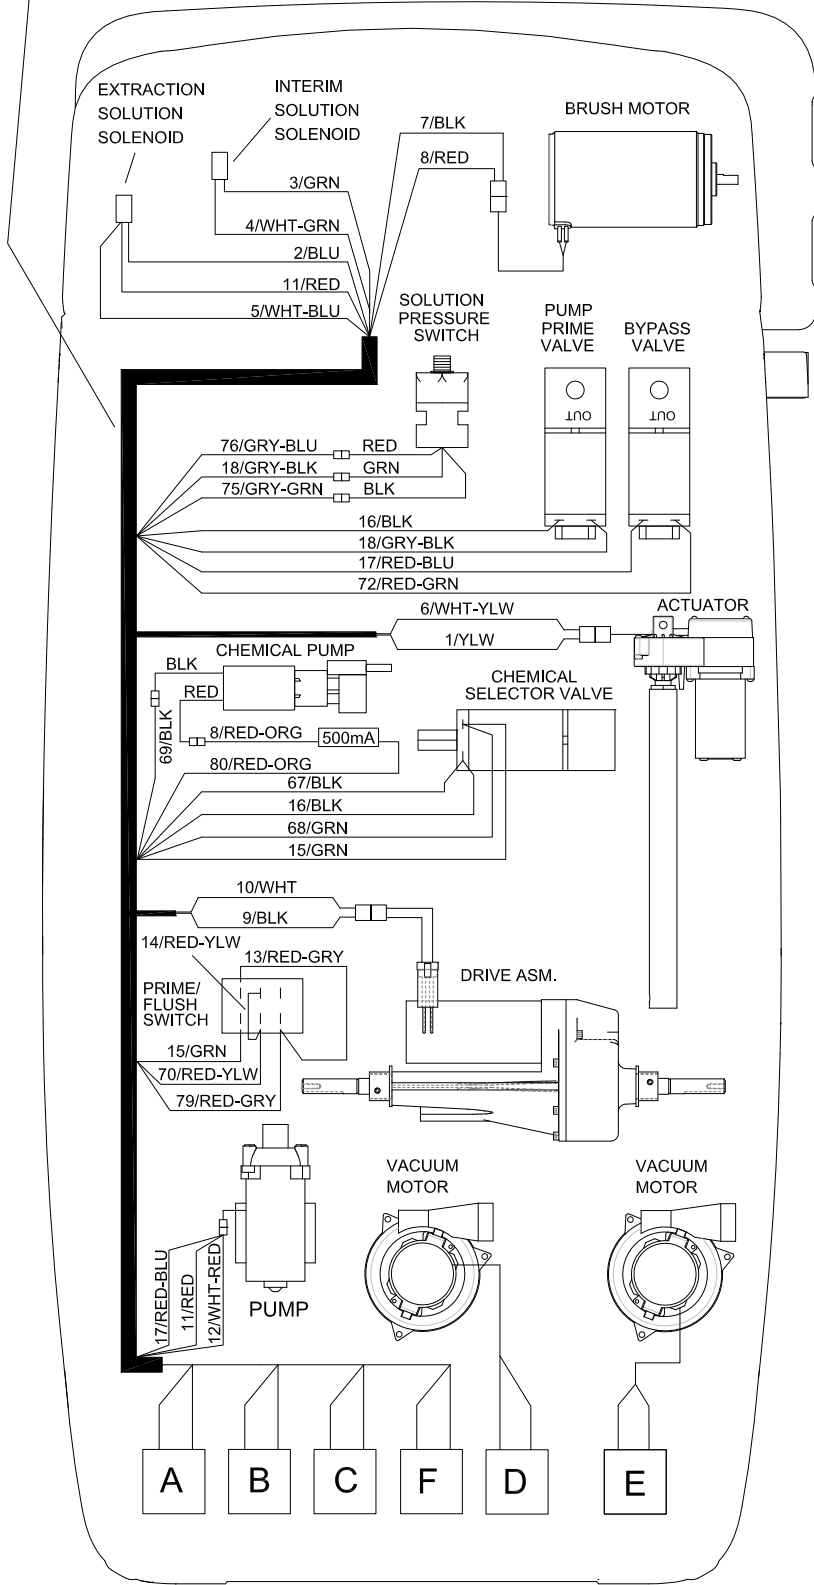 EXTRACTION
SOLUTION
SOLENOID
INTERIM
SOLUTION
SOLENOID
7/BLK
8/RED
BRUSH MOTOR
3/GRN
4/WHT-GRN
2/BLU
11/RED
5/WHT-BLU
SOLUTION
PRESSURE
SWITCH
PUMP
PRIME
VALVE
BYPASS
VALVE
OUT
OUT
76/GRY-BLU
RED
18/GRY-BLK
GRN
75/GRY-GRN
BLK
16/BLK
18/GRY-BLK
17/RED-BLU
72/RED-GRN
6/WHT-YLW
1/YLW
ACTUATOR
CHEMICAL PUMP
BLK
RED
69/BLK
8/RED-ORG
500mA
80/RED-ORG
CHEMICAL
SELECTOR VALVE
67/BLK
16/BLK
68/GRN
15/GRN
10/WHT
9/BLK
14/RED-YLW
13/RED-GRY
PRIME/
FLUSH
SWITCH
DRIVE ASM.
15/GRN
70/RED-YLW
79/RED-GRY
VACUUM
MOTOR
VACUUM
MOTOR
17/RED-BLU
11/RED
12/WHT-RED
PUMP
A
B
C
F
D
E